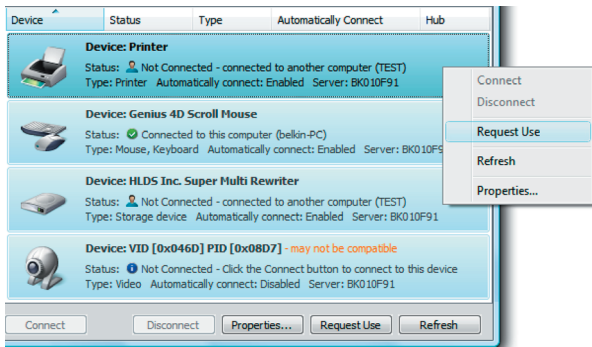 Device Status Type Automatically Connect Hub
Device: Printer
Status: Not Connected - connected to another computer (TEST)
Type: Printer Automatically connect: Enabled Server: BK010F91
Device: Genius 4D Scroll Mouse
Status: Connected to this computer (belkin-PC)
Type: Mouse, Keyboard Automatically connect: Enabled Server: BK010F9
Device: HLDS Inc. Super Multi Rewriter
Status: Not Connected - connected to another computer (TEST)
Type: Storage device Automatically connect: Enabled Server: BK010F91
Device: VID [0x046D] PID [0x08D7] - may not be compatible
Status: Not Connected - Click the Connect button to connect to this device
Type: Video Automatically connect: Disabled Server: BK010F91
Connect Disconnect Properties... Request Use Refresh
Connect
Disconnect
Request Use
Refresh
Properties...